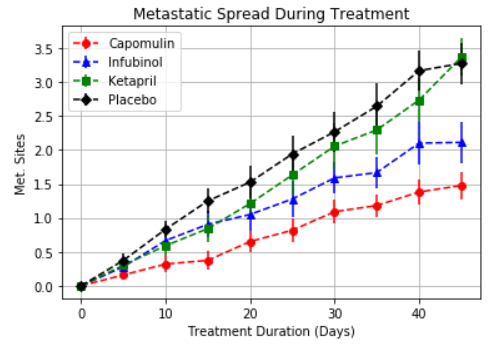 Metastatic Spread During Treatment
Capomulin
Infubinol
Ketapril
Placebo
3.5
3.0
2.5
2.0
1.5
1.0
0.5
0.0
Met. Sites
0
10
20
30
40
Treatment Duration (Days)